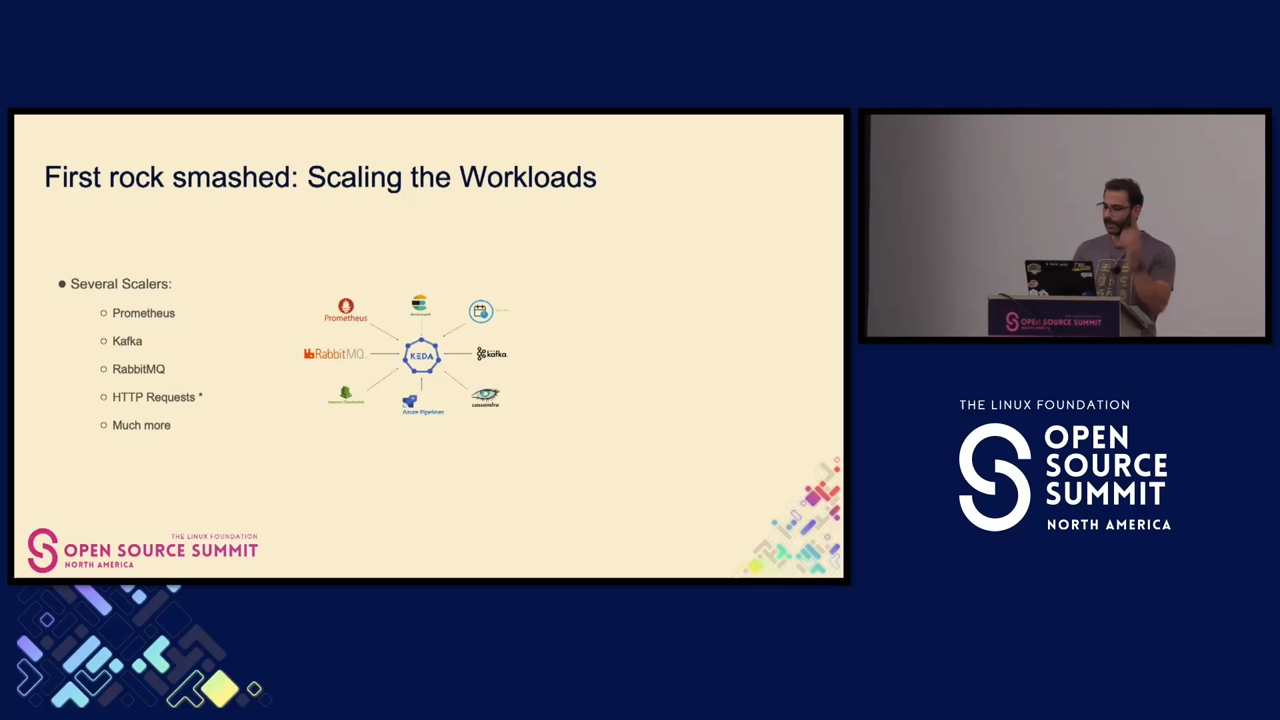 First rock smashed: Scaling the Workloads
● Several Scalers:
○ Prometheus
○ Kafka
○ RabbitMQ
○ HTTP Requests *
○ Much more
Prometheus
RabbitMQ
KEDA
kafka
Azure Pipelines
cassandra
THE LINUX FOUNDATION
OPEN SOURCE SUMMIT
NORTH AMERICA
OPEN SOURCE SUMMIT
THE LINUX FOUNDATION
OPEN
SOURCE
SUMMIT
NORTH AMERICA